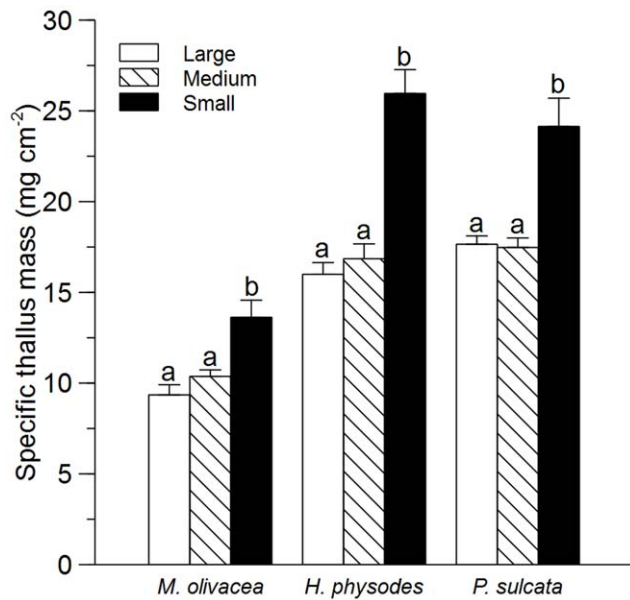 Specific thallus mass (mg cm⁻²)
30
25
20
15
10
5
0
Large
Medium
Small
a
a
b
a
a
b
a
a
b
M. olivacea
H. physodes
P. sulcata